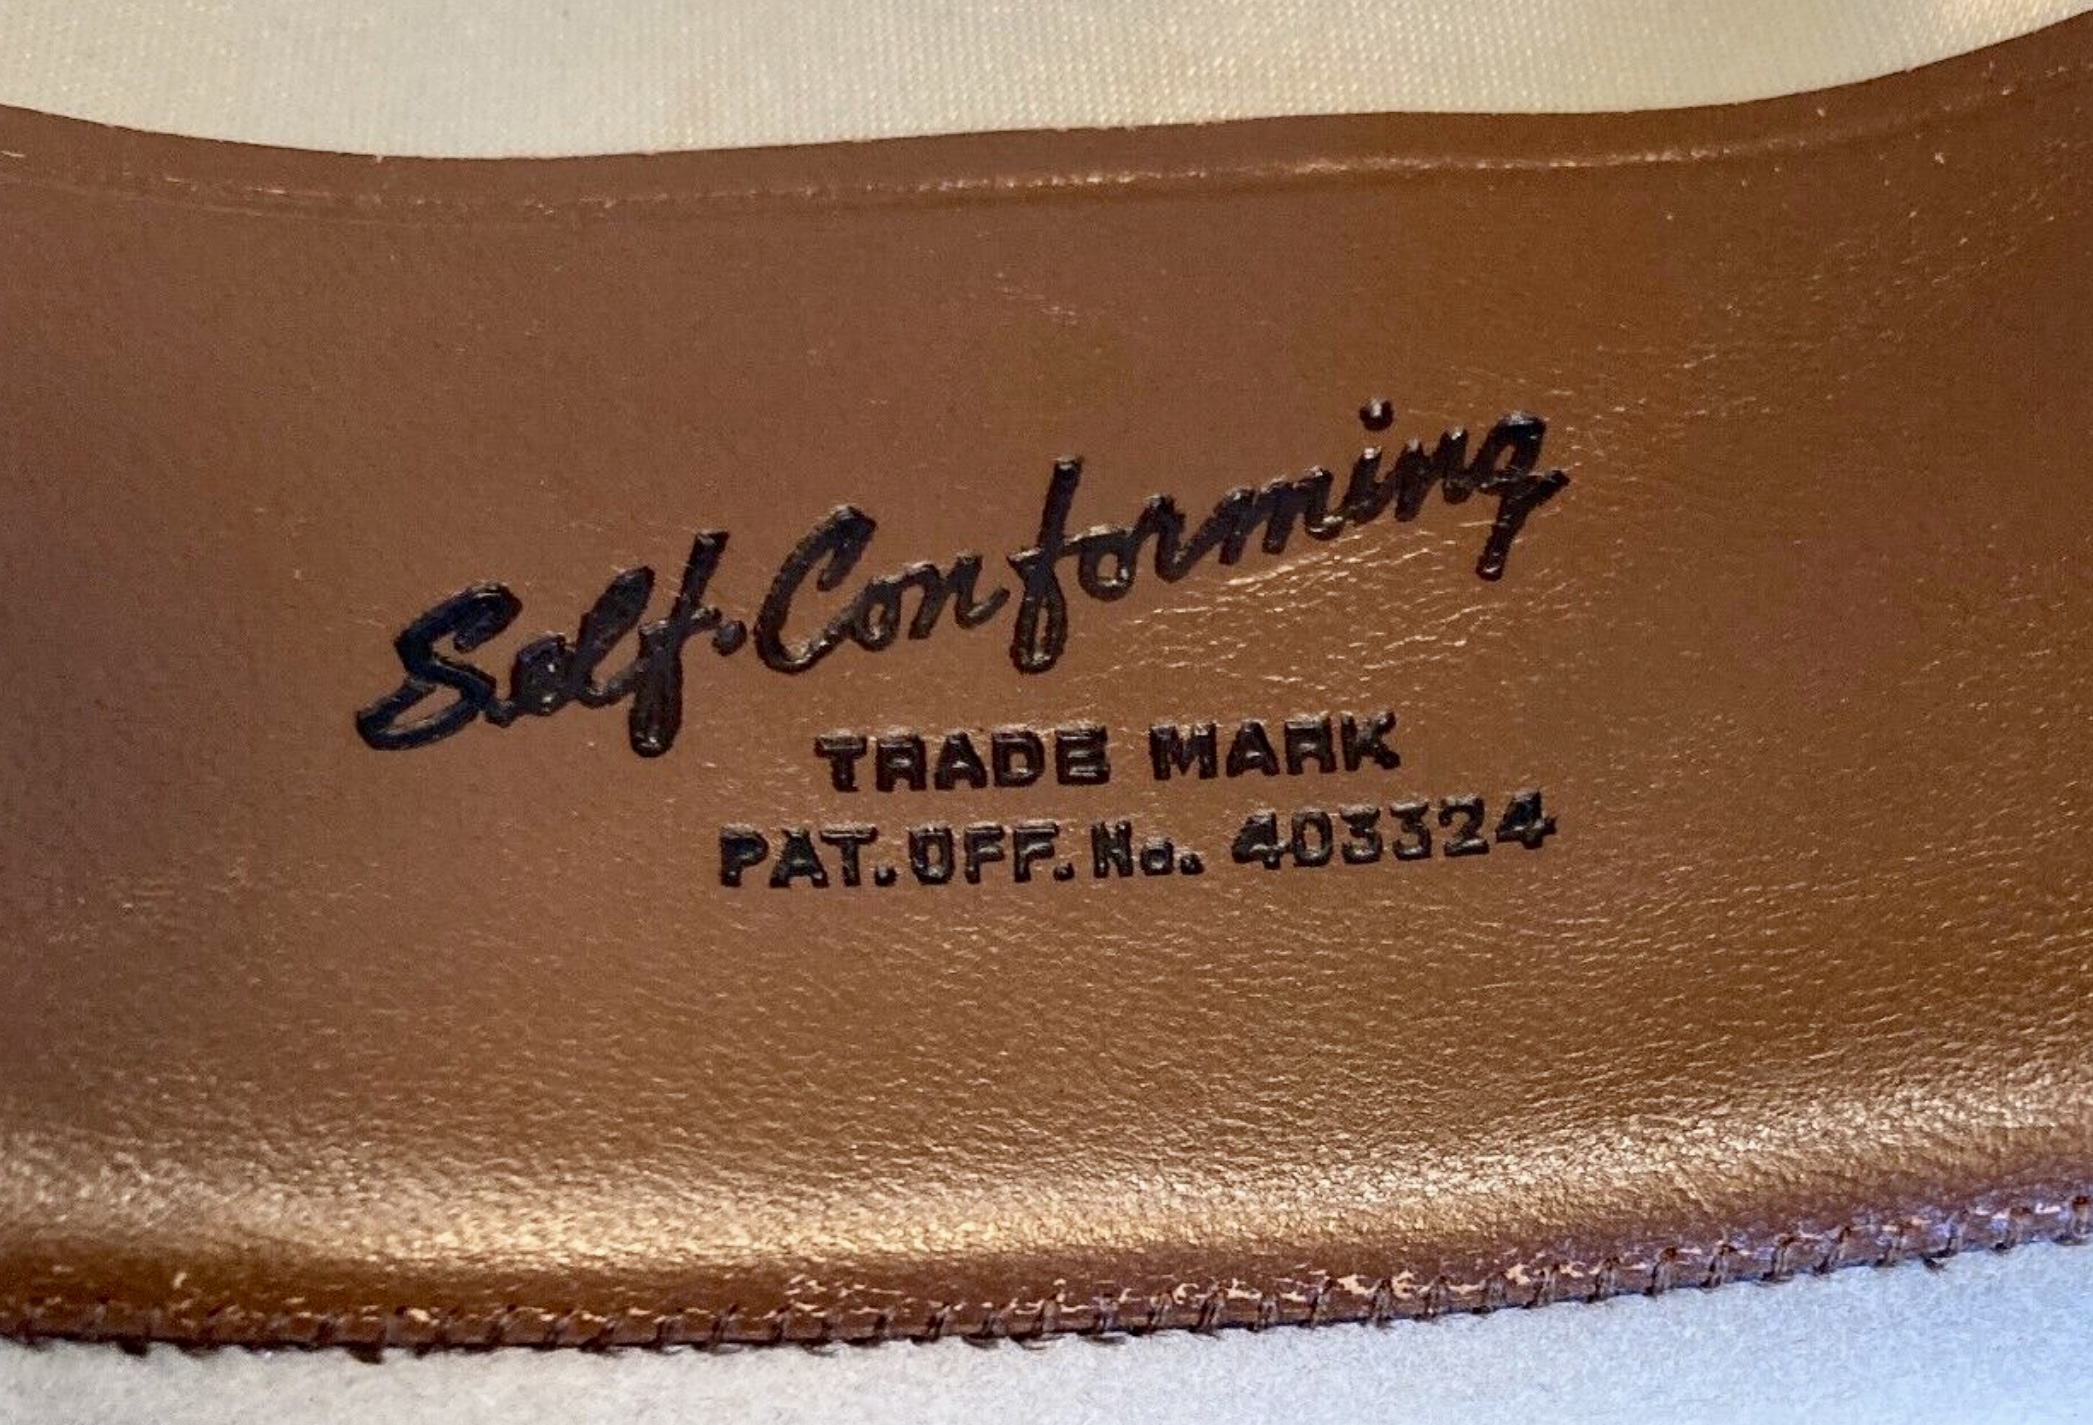 Self-Conforming
TRADE MARK
PAT.OFF.No. 403324